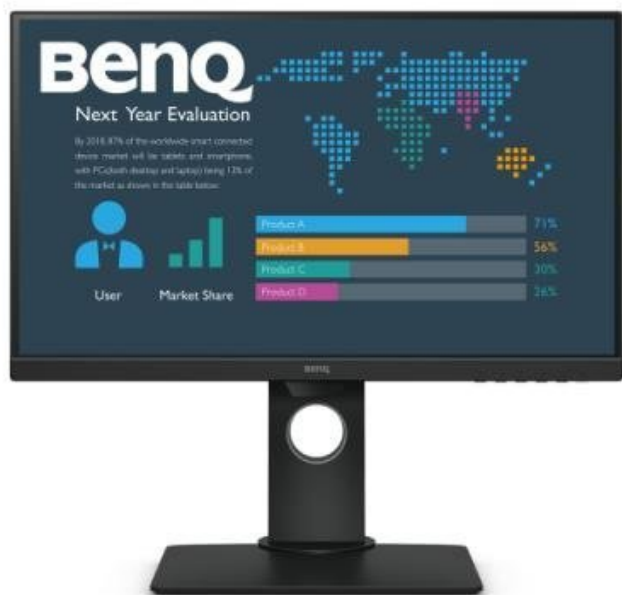 BenQ
Next Year Evaluation
By 2018, 87% of the worldwide smart connected
device market will be tablets and smartphone,
with PCs(both desktop and laptop) being 13% of
the market as shown in the table below:
Product A 71%
Product B 56%
Product C 30%
Product D 26%
User Market Share
BenQ